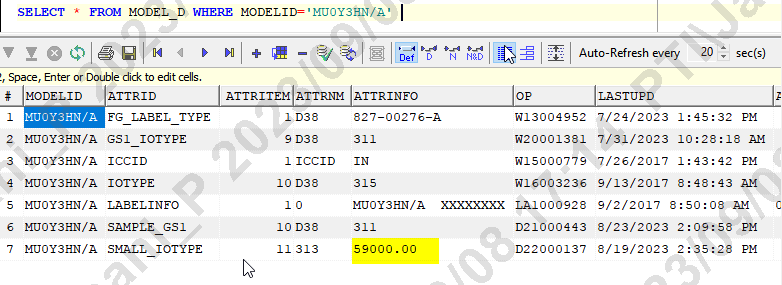 SELECT * FROM MODEL_D WHERE MODELID='MU0Y3HN/A'
Def D N N&D Auto-Refresh every 20 sec(s)
2, Space, Enter or Double click to edit cells.
# MODELID ATTRID ATTRITEM ATTRNM ATTRINFO OP LASTUPD
1 MU0Y3HN/A FG_LABEL_TYPE 1 D38 827-00276-A W13004952 7/24/2023 1:45:32 PM
2 MU0Y3HN/A GS1_IOTYPE 9 D38 311 W20001381 7/31/2023 10:28:18 AM
3 MU0Y3HN/A ICCID 1 ICCID IN W15000779 7/26/2017 1:43:42 PM
4 MU0Y3HN/A IOTYPE 10 D38 315 W16003236 9/13/2017 8:48:43 AM
5 MU0Y3HN/A LABELINFO 1 0 MU0Y3HN/A XXXXXXXX LA1000928 9/2/2017 8:50:08 AM
6 MU0Y3HN/A SAMPLE_GS1 10 D38 311 D21000443 8/23/2023 2:09:58 PM
7 MU0Y3HN/A SMALL_IOTYPE 11 313 59000.00 D22000137 8/19/2023 2:35:28 PM